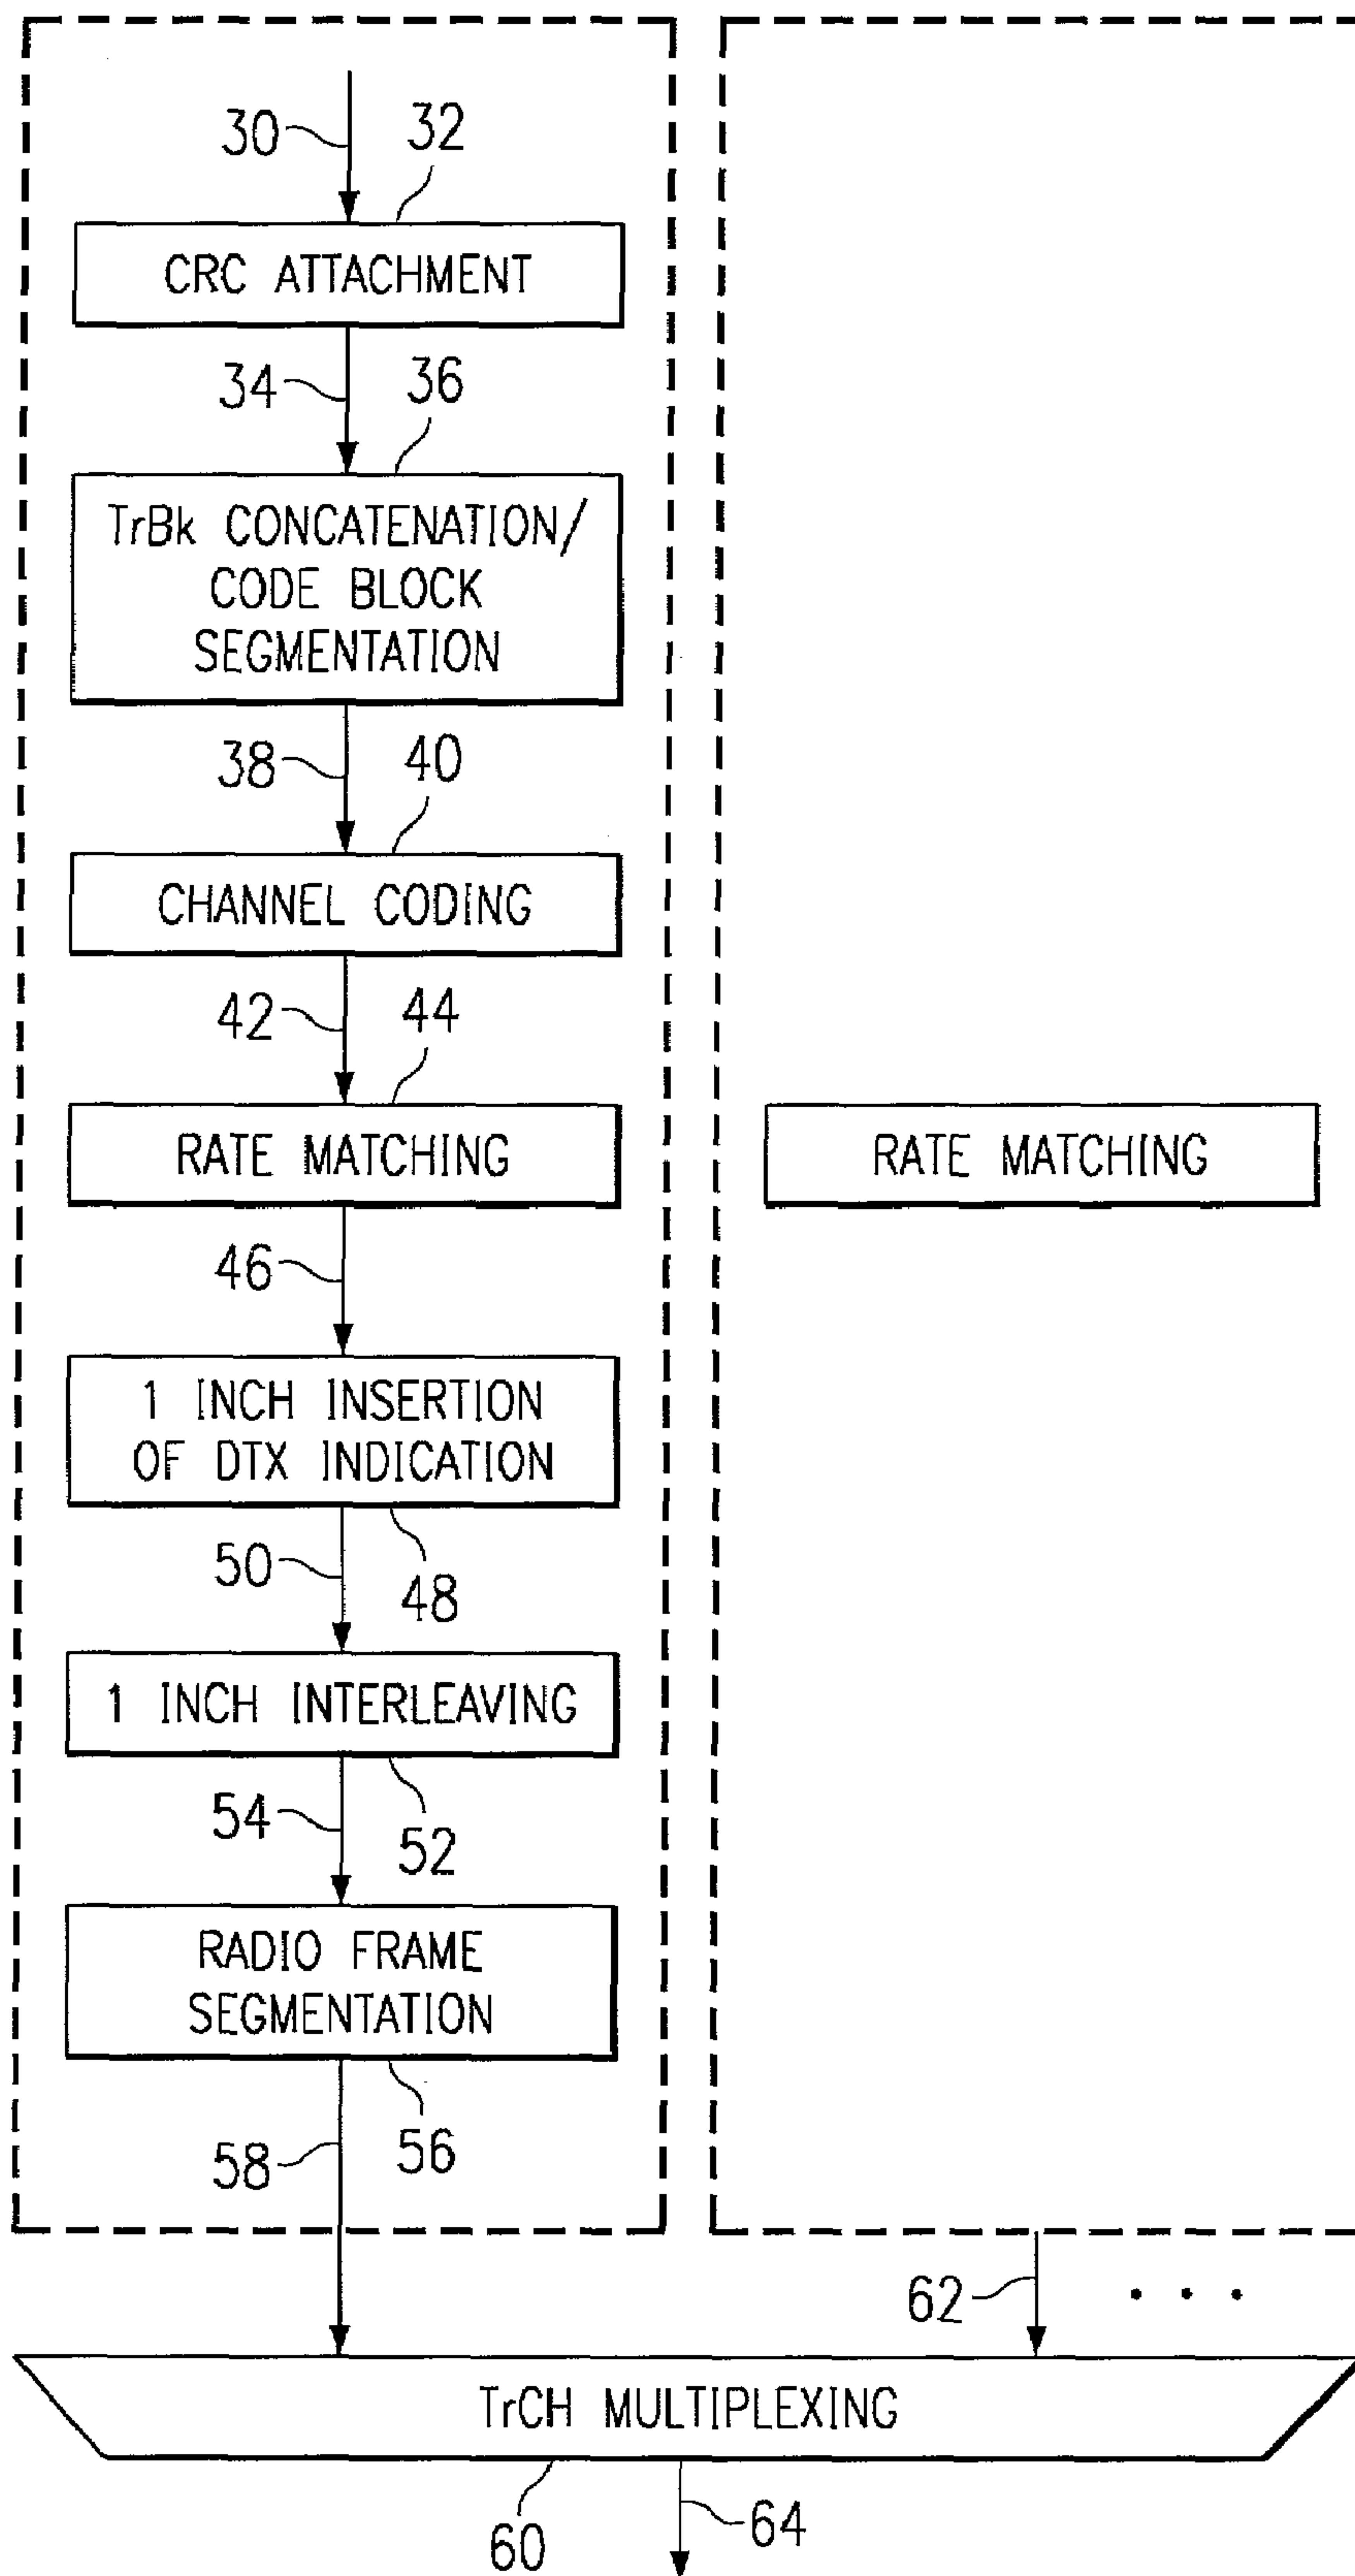 30
32
CRC ATTACHMENT
34
36
TrBk CONCATENATION/
CODE BLOCK
SEGMENTATION
38
40
CHANNEL CODING
42
44
RATE MATCHING
RATE MATCHING
46
1 INCH INSERTION
OF DTX INDICATION
50
48
1 INCH INTERLEAVING
54
52
RADIO FRAME
SEGMENTATION
58
56
62
. . .
TrCH MULTIPLEXING
60
64